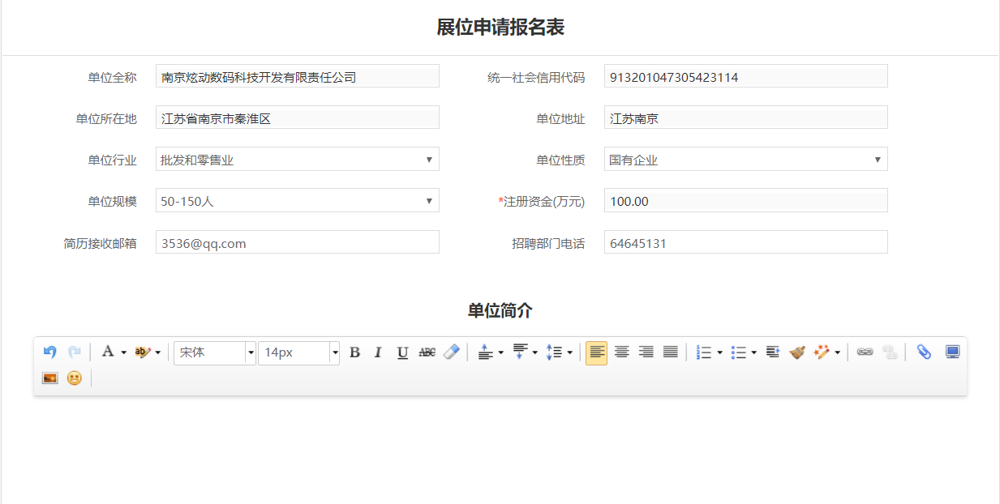 展位申请报名表
单位全称 南京炫动数码科技开发有限责任公司 统一社会信用代码 913201047305423114
单位所在地 江苏省南京市秦淮区 单位地址 江苏南京
单位行业 批发和零售业 单位性质 国有企业
单位规模 50-150人 *注册资金(万元) 100.00
简历接收邮箱 3536@qq.com 招聘部门电话 64645131
单位简介
A ab 宋体 14px B I U ABC